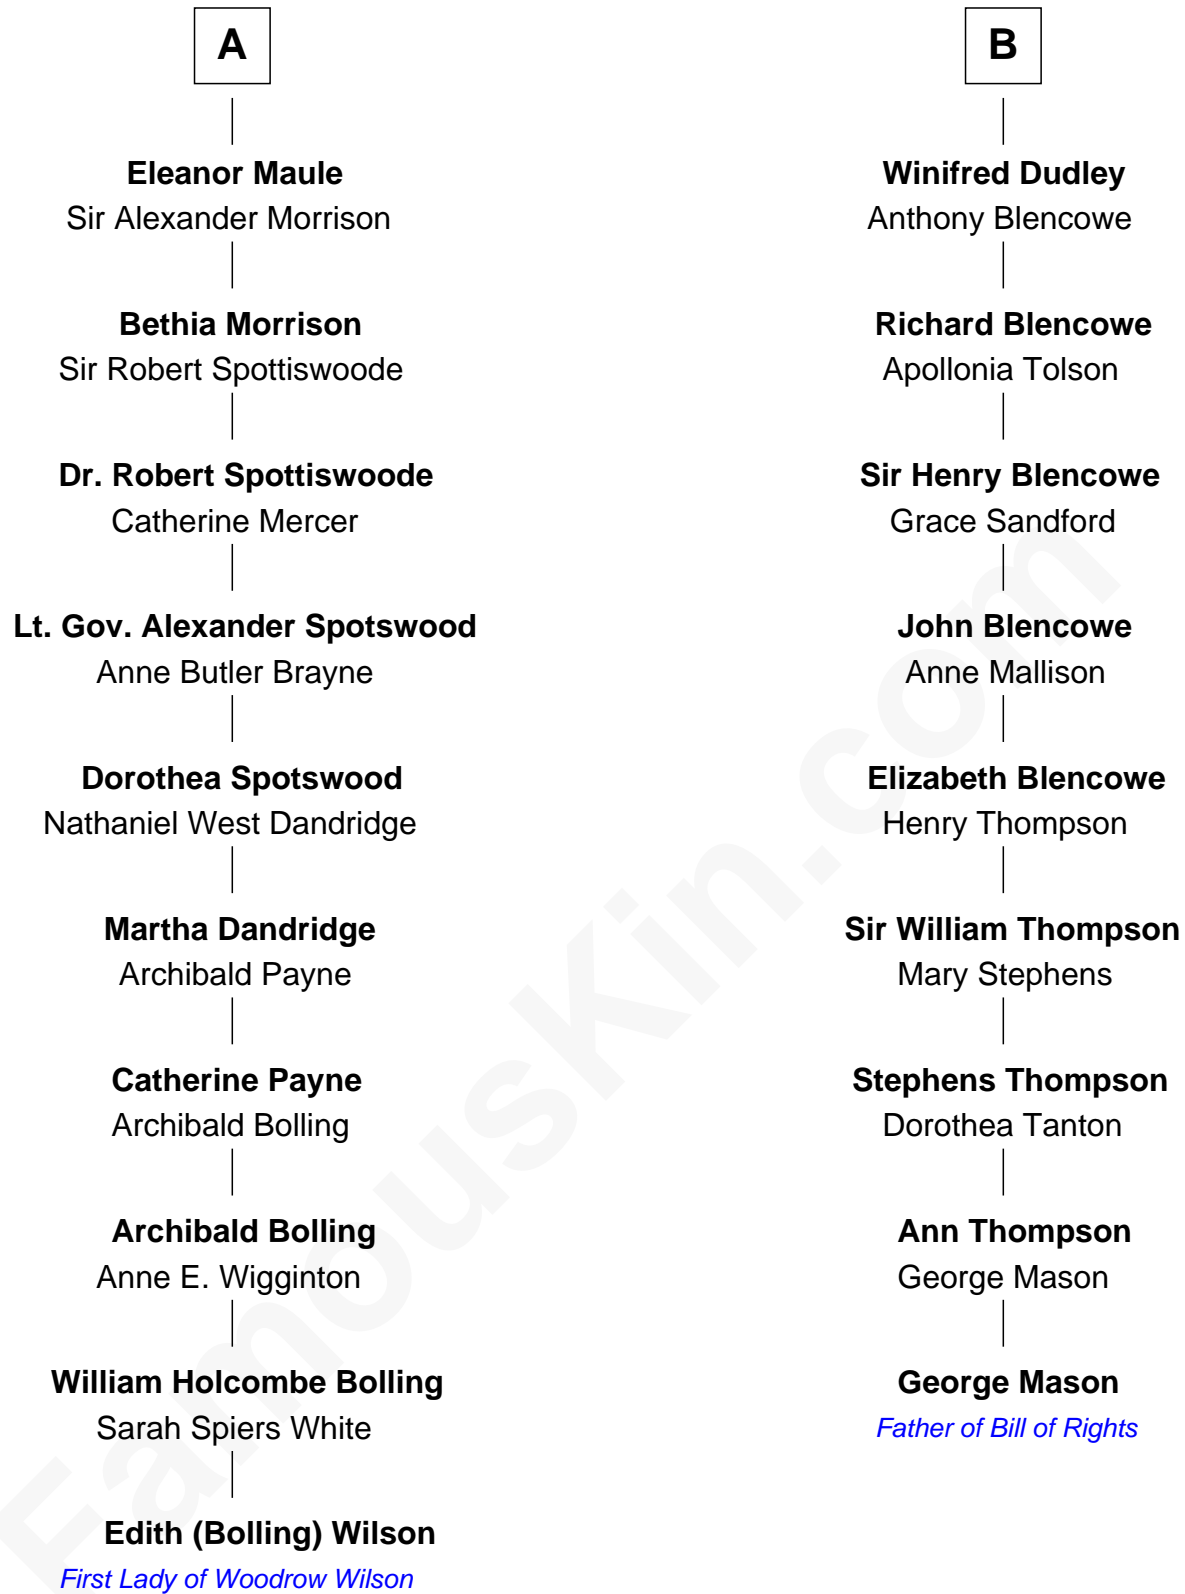 A
Eleanor Maule
Sir Alexander Morrison
Bethia Morrison
Sir Robert Spottiswoode
Dr. Robert Spottiswoode
Catherine Mercer
Lt. Gov. Alexander Spotswood
Anne Butler Brayne
Dorothea Spotswood
Nathaniel West Dandridge
Martha Dandridge
Archibald Payne
Catherine Payne
Archibald Bolling
Archibald Bolling
Anne E. Wigginton
William Holcombe Bolling
Sarah Spiers White
Edith (Bolling) Wilson
First Lady of Woodrow Wilson
B
Winifred Dudley
Anthony Blencowe
Richard Blencowe
Apollonia Tolson
Sir Henry Blencowe
Grace Sandford
John Blencowe
Anne Mallison
Elizabeth Blencowe
Henry Thompson
Sir William Thompson
Mary Stephens
Stephens Thompson
Dorothea Tanton
Ann Thompson
George Mason
George Mason
Father of Bill of Rights
FamousKin.com